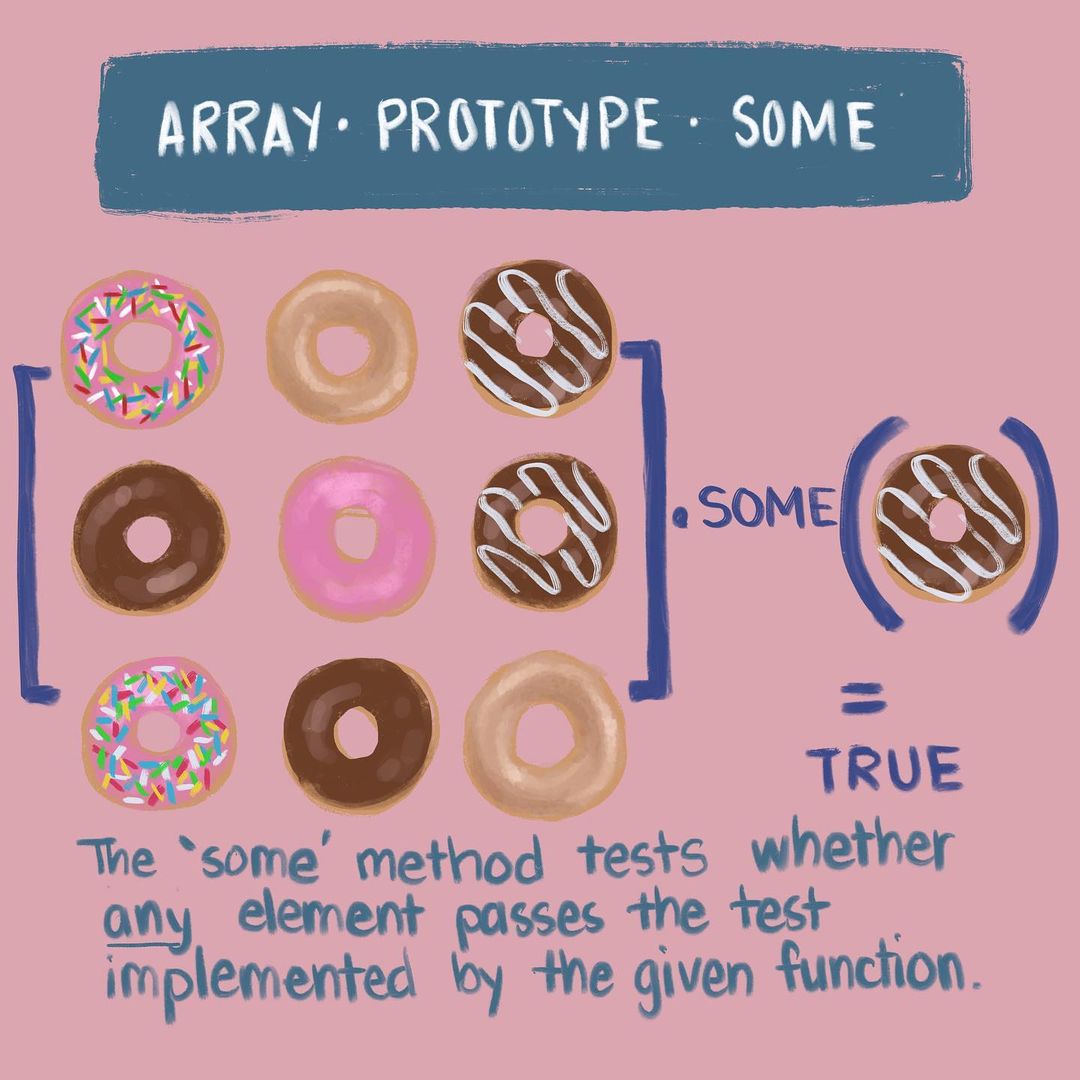 ARRAY · PROTOTYPE · SOME
[
]
.SOME( )
=
TRUE
The ‘some’ method tests whether
any element passes the test
implemented by the given function.